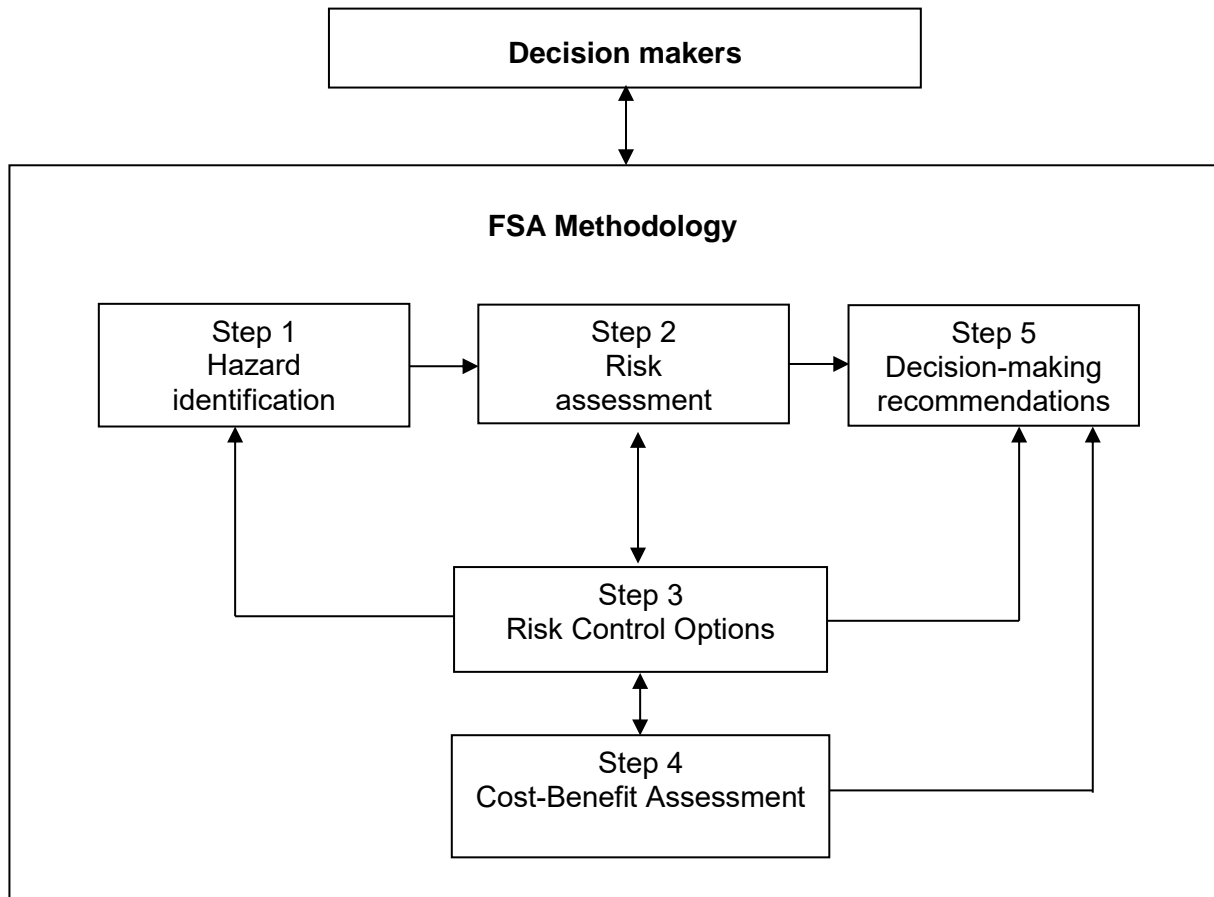 Decision makers
FSA Methodology
Step 1
Hazard
identification
Step 2
Risk
assessment
Step 5
Decision-making
recommendations
Step 3
Risk Control Options
Step 4
Cost-Benefit Assessment